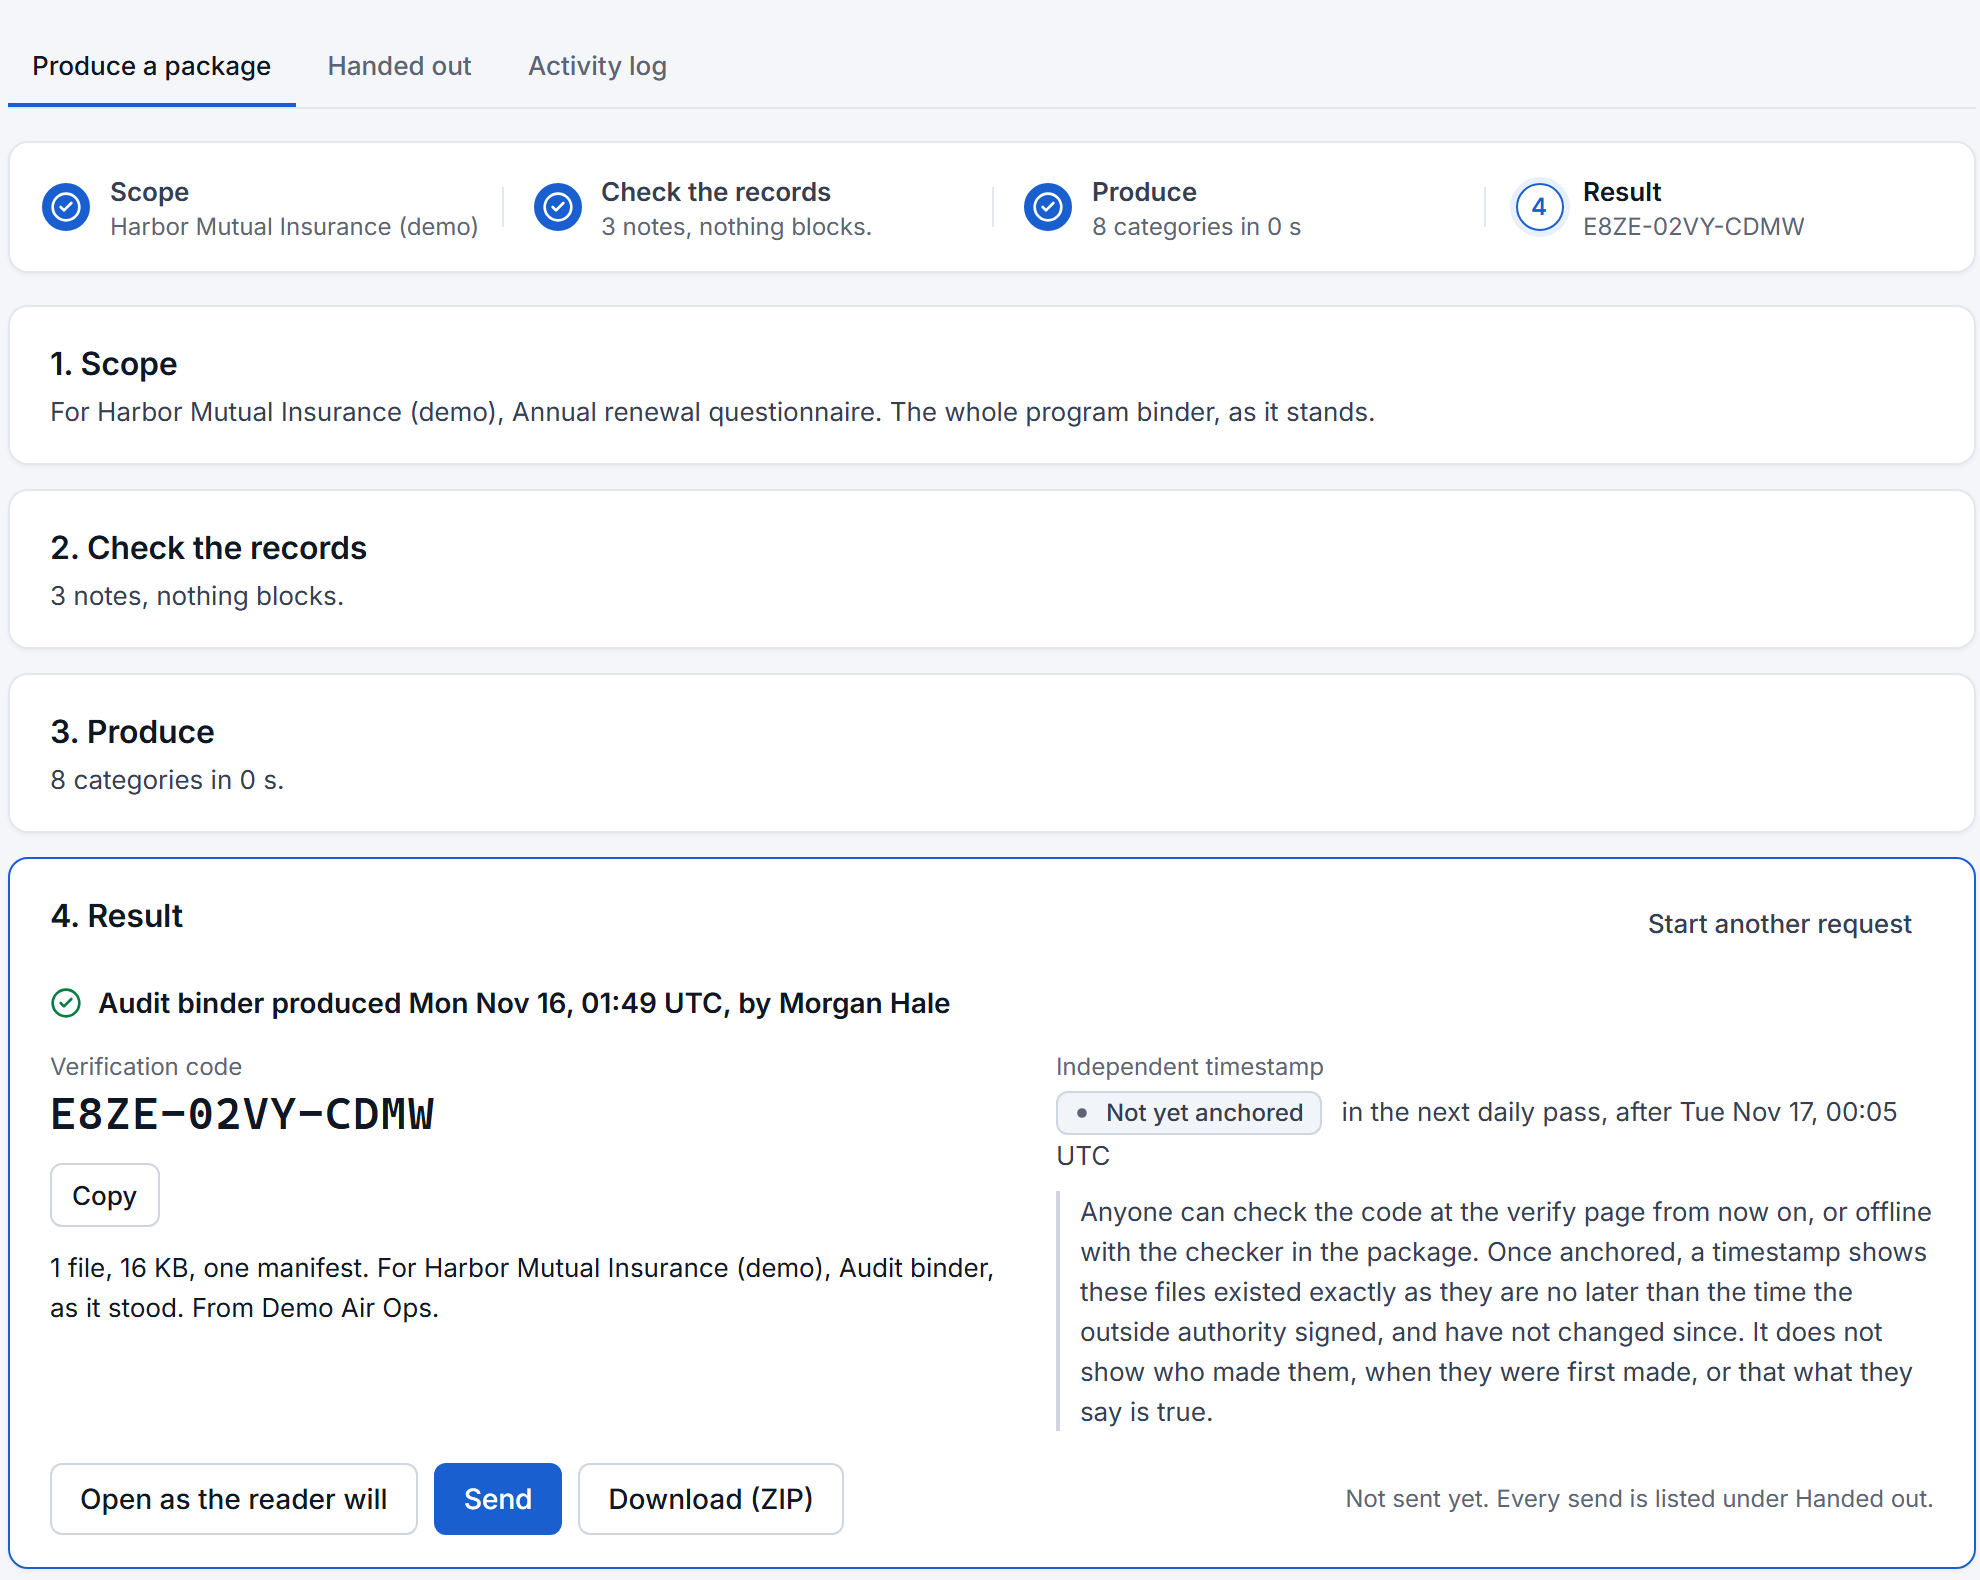 Produce a package
Handed out
Activity log
Scope
Harbor Mutual Insurance (demo)
Check the records
3 notes, nothing blocks.
Produce
8 categories in 0 s
4
Result
E8ZE-02VY-CDMW
1. Scope
For Harbor Mutual Insurance (demo), Annual renewal questionnaire. The whole program binder, as it stands.
2. Check the records
3 notes, nothing blocks.
3. Produce
8 categories in 0 s.
4. Result
Start another request
Audit binder produced Mon Nov 16, 01:49 UTC, by Morgan Hale
Verification code
E8ZE-02VY-CDMW
Copy
1 file, 16 KB, one manifest. For Harbor Mutual Insurance (demo), Audit binder,
as it stood. From Demo Air Ops.
Independent timestamp
Not yet anchored in the next daily pass, after Tue Nov 17, 00:05
UTC
Anyone can check the code at the verify page from now on, or offline
with the checker in the package. Once anchored, a timestamp shows
these files existed exactly as they are no later than the time the
outside authority signed, and have not changed since. It does not
show who made them, when they were first made, or that what they
say is true.
Open as the reader will
Send
Download (ZIP)
Not sent yet. Every send is listed under Handed out.